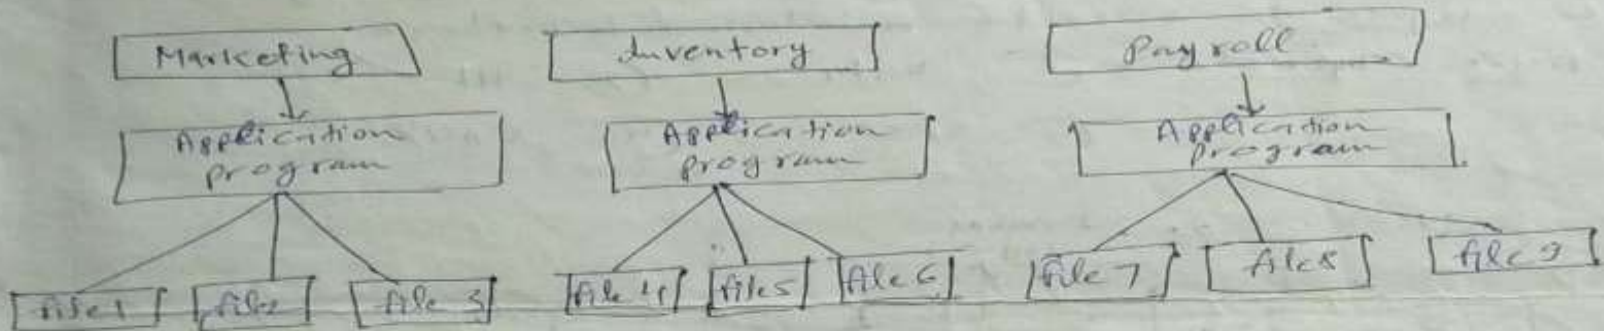 Marketing
Inventory
Payroll
Application
program
Application
program
Application
program
file 1
file 2
file 3
file 4
file 5
file 6
file 7
file 8
file 9